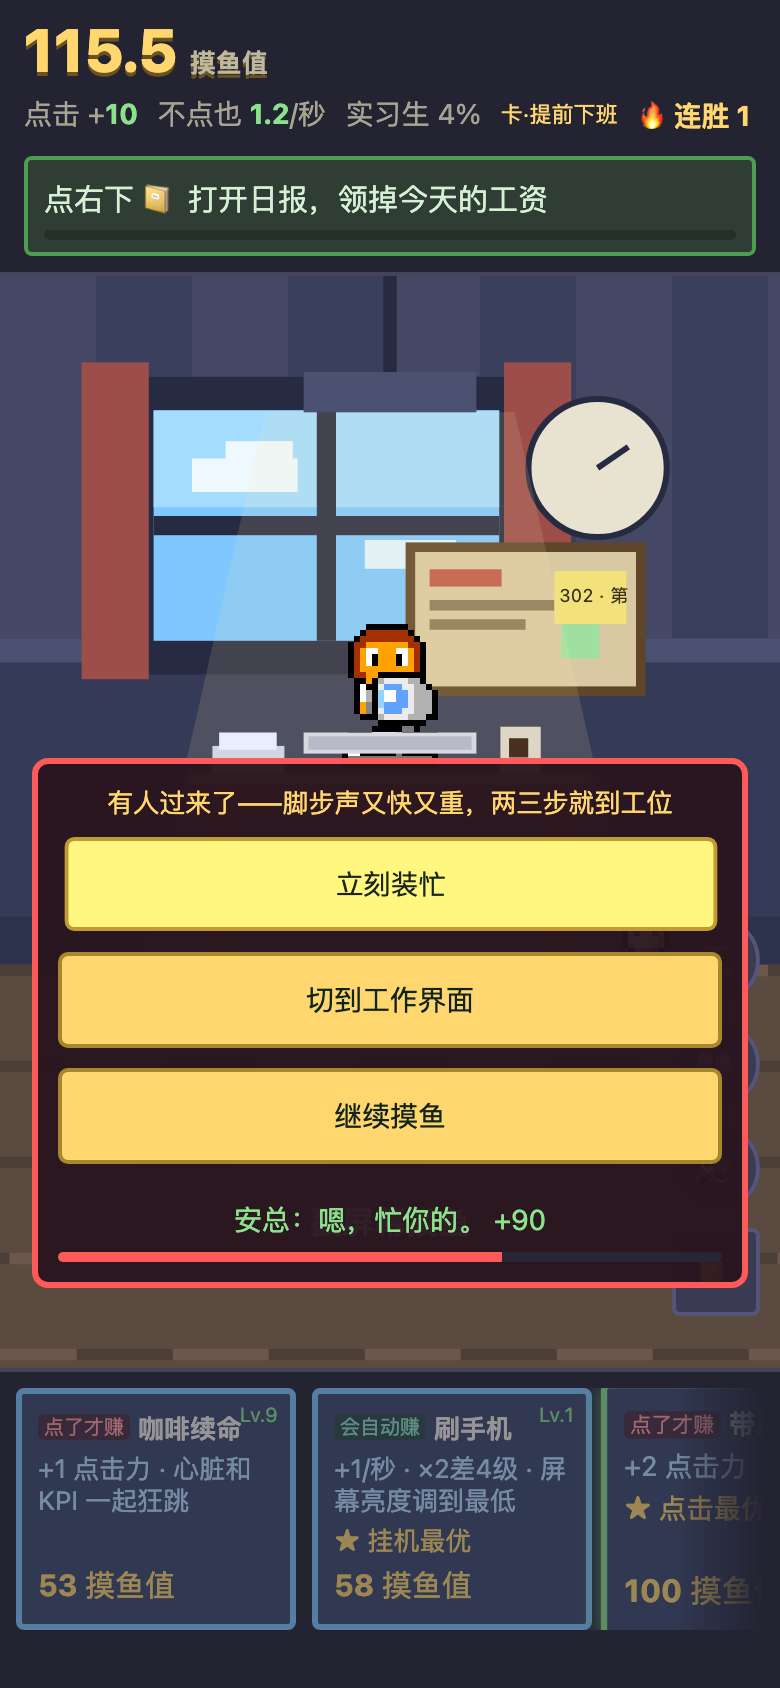 115.5 摸鱼值
点击 +10 不点也 1.2/秒 实习生 4% 卡·提前下班 🔥 连胜 1
点右下 📔 打开日报，领掉今天的工资
302 · 第
有人过来了——脚步声又快又重，两三步就到工位
立刻装忙
切到工作界面
继续摸鱼
安总：嗯，忙你的。 +90
点了才赚 咖啡续命 Lv.9
+1 点击力 · 心脏和
KPI 一起狂跳
53 摸鱼值
会自动赚 刷手机 Lv.1
+1/秒 · ×2差4级 · 屏
幕亮度调到最低
★ 挂机最优
58 摸鱼值
点了才赚 带
+2 点击力
★ 点击最优
100 摸鱼